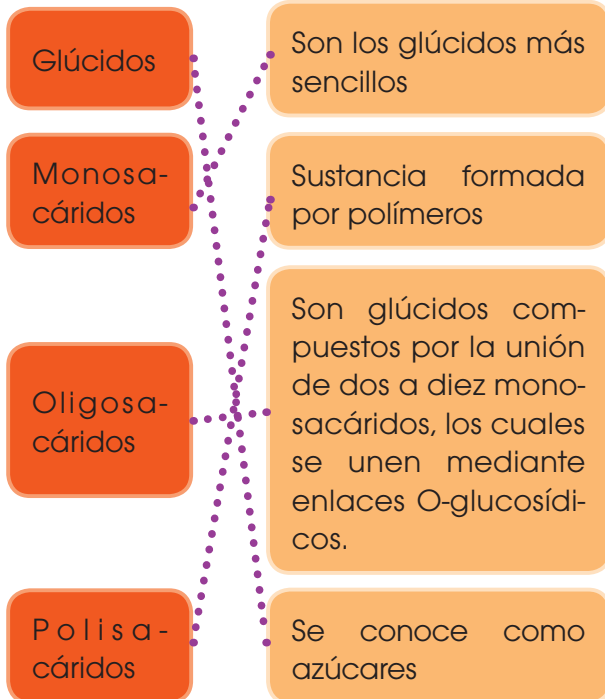 Glúcidos
Son los glúcidos más
sencillos
Monosa-
cáridos
Sustancia formada
por polímeros
Oligosa-
cáridos
Son glúcidos com-
puestos por la unión
de dos a diez mono-
sacáridos, los cuales
se unen mediante
enlaces O-glucosídi-
cos.
Polisa-
cáridos
Se conoce como
azúcares